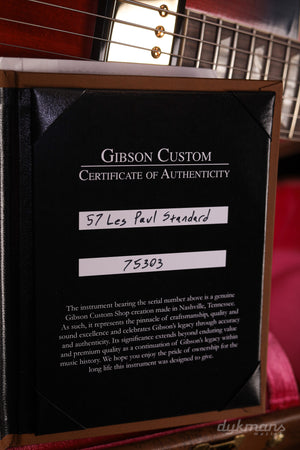 GIBSON CUSTOM
CERTIFICATE OF AUTHENTICITY
57 Les Paul Standard
75303
The instrument bearing the serial number above is a genuine
Gibson Custom Shop creation made in Nashville, Tennessee.
As such, it represents the pinnacle of craftsmanship, quality and
sound excellence and celebrates Gibson's legacy through accuracy
and authenticity. Its significance extends beyond enduring value
and premium quality as a continuation of Gibson's legacy within
music history. We hope you enjoy the pride of ownership for the
long life this instrument was designed to give.
dykmans